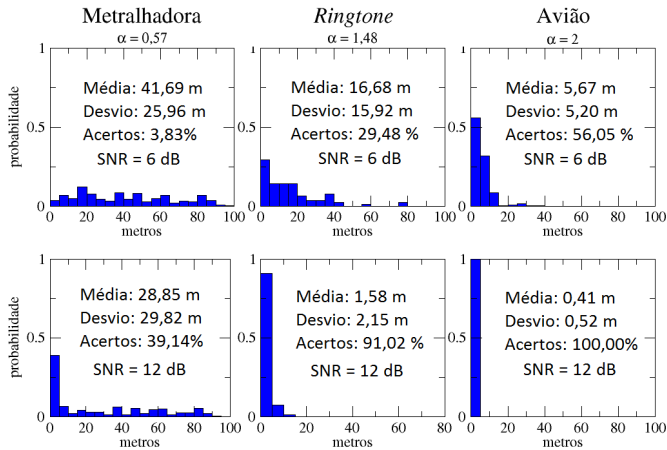 Metralhadora
α = 0,57
Ringtone
α = 1,48
Avião
α = 2
probabilidade
1
0.5
0
Média: 41,69 m
Desvio: 25,96 m
Acertos: 3,83%
SNR = 6 dB
0 20 40 60 80 100
metros
1
0.5
0
Média: 16,68 m
Desvio: 15,92 m
Acertos: 29,48 %
SNR = 6 dB
0 20 40 60 80 100
metros
1
0.5
0
Média: 5,67 m
Desvio: 5,20 m
Acertos: 56,05 %
SNR = 6 dB
0 20 40 60 80 100
metros
probabilidade
1
0.5
0
Média: 28,85 m
Desvio: 29,82 m
Acertos: 39,14%
SNR = 12 dB
0 20 40 60 80 100
metros
1
0.5
0
Média: 1,58 m
Desvio: 2,15 m
Acertos: 91,02 %
SNR = 12 dB
0 20 40 60 80
metros
1
0.5
0
Média: 0,41 m
Desvio: 0,52 m
Acertos: 100,00%
SNR = 12 dB
0 20 40 60 80 100
metros